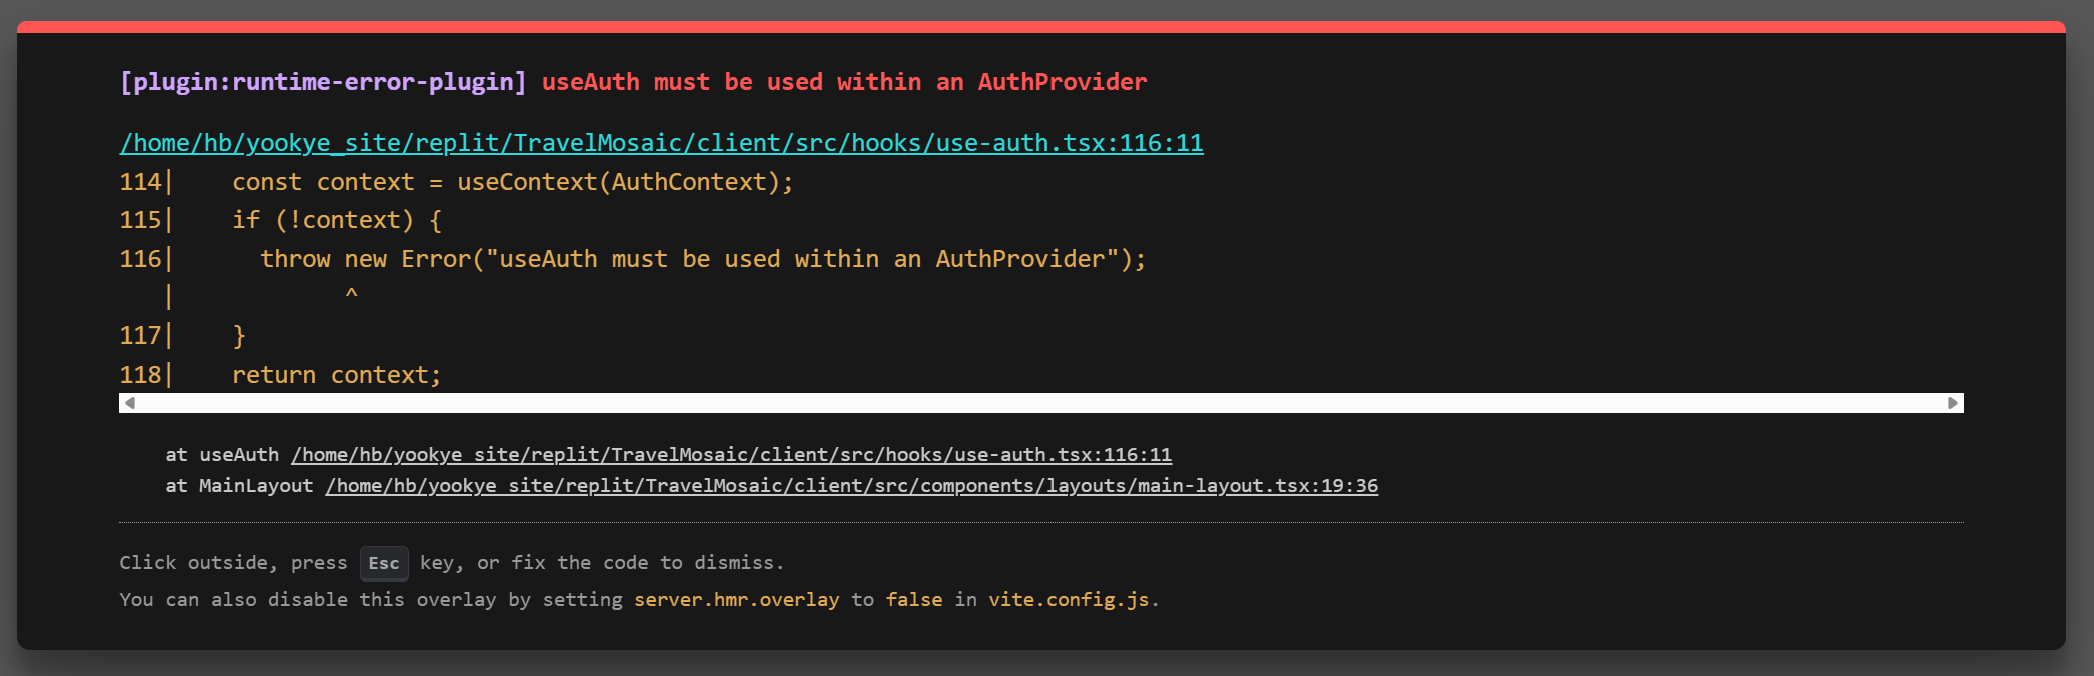 [plugin:runtime-error-plugin] useAuth must be used within an AuthProvider
/home/hb/yookye_site/replit/TravelMosaic/client/src/hooks/use-auth.tsx:116:11
114|    const context = useContext(AuthContext);
115|    if (!context) {
116|      throw new Error("useAuth must be used within an AuthProvider");
   |            ^
117|    }
118|    return context;
at useAuth /home/hb/yookye_site/replit/TravelMosaic/client/src/hooks/use-auth.tsx:116:11
at MainLayout /home/hb/yookye_site/replit/TravelMosaic/client/src/components/layouts/main-layout.tsx:19:36
Click outside, press Esc key, or fix the code to dismiss.
You can also disable this overlay by setting server.hmr.overlay to false in vite.config.js.